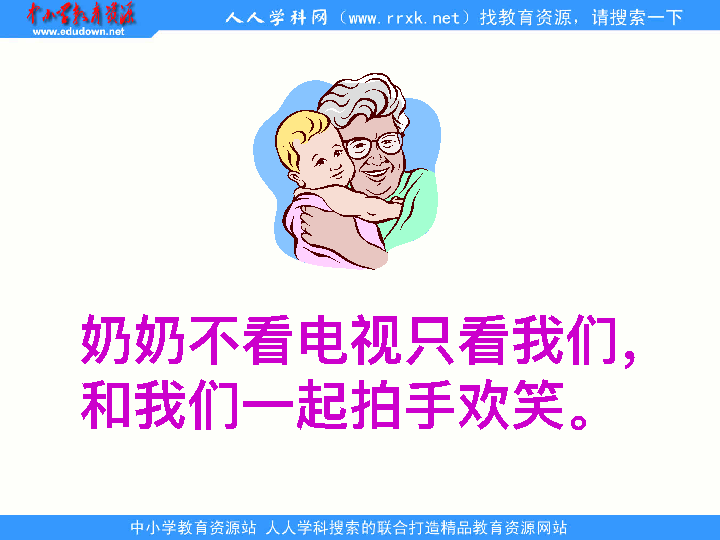 中小学教育资源
www.edudown.net
人人学科网（www.rrxk.net）找教育资源，请搜索一下
奶奶不看电视只看我们，
和我们一起拍手欢笑。
中小学教育资源站 人人学科搜索的联合打造精品教育资源网站